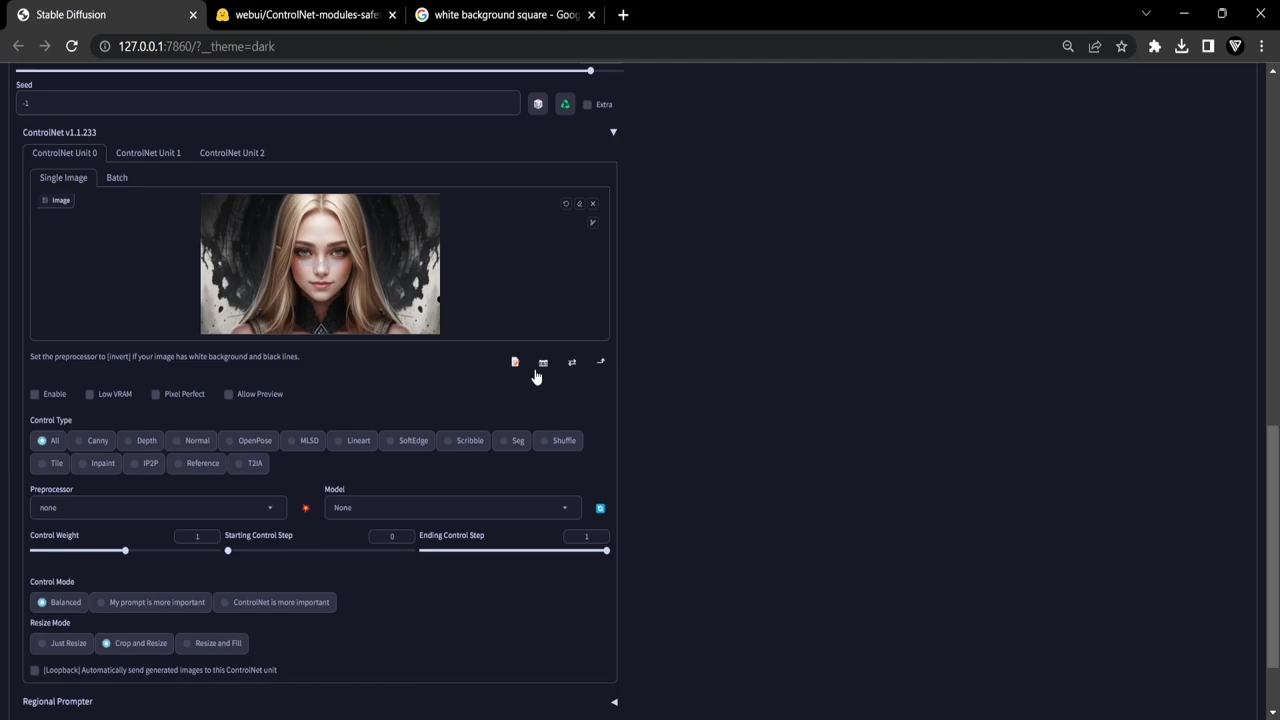 Stable Diffusion
webui/ControlNet-modules-safet
white background square - Goog
127.0.0.1:7860/?__theme=dark
Seed
-1
Extra
ControlNet v1.1.233
ControlNet Unit 0 ControlNet Unit 1 ControlNet Unit 2
Single Image Batch
Image
Set the preprocessor to [invert] If your image has white background and black lines.
Enable Low VRAM Pixel Perfect Allow Preview
Control Type
All Canny Depth Normal OpenPose MLSD Lineart SoftEdge Scribble Seg Shuffle
Tile Inpaint IP2P Reference T2IA
Preprocessor Model
none None
Control Weight 1 Starting Control Step 0 Ending Control Step 1
Control Mode
Balanced My prompt is more important ControlNet is more important
Resize Mode
Just Resize Crop and Resize Resize and Fill
[Loopback] Automatically send generated images to this ControlNet unit
Regional Prompter